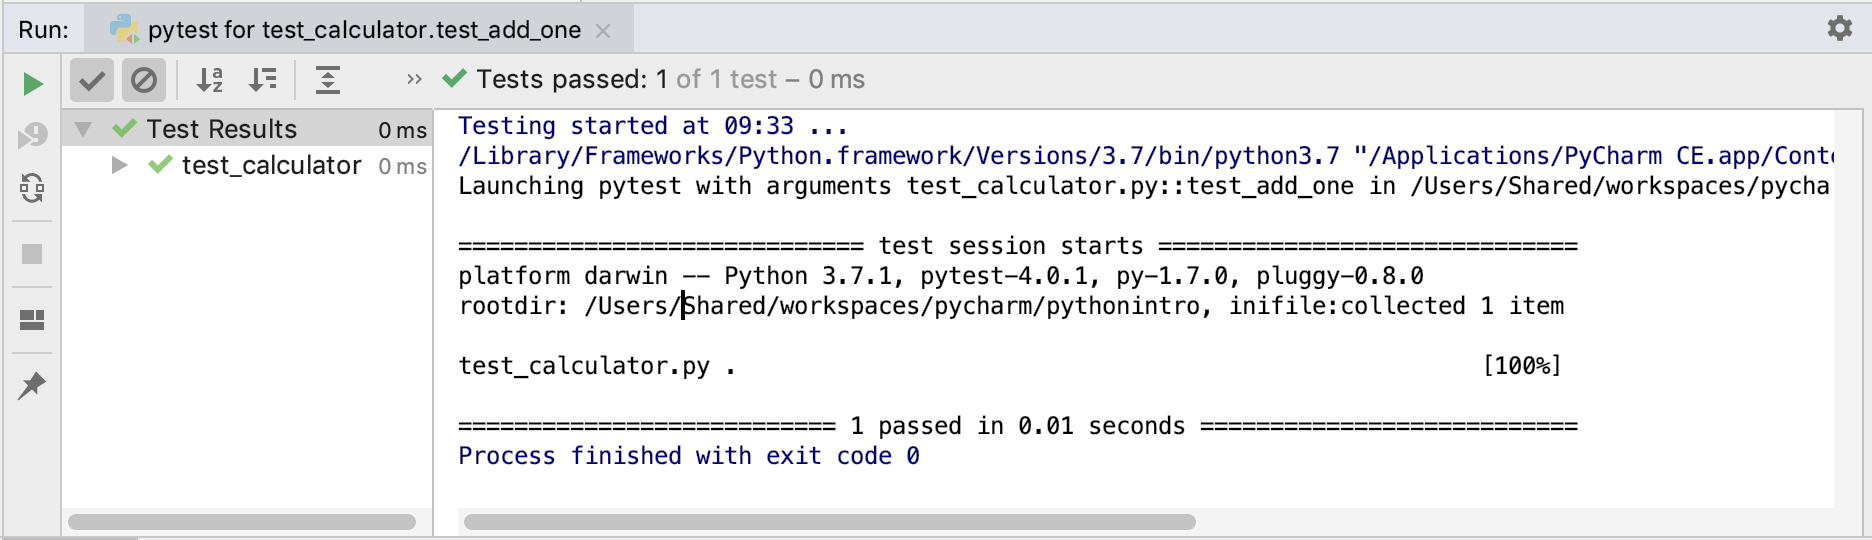 Run: pytest for test_calculator.test_add_one
Tests passed: 1 of 1 test – 0 ms
Test Results 0 ms
test_calculator 0 ms
Testing started at 09:33 ...
/Library/Frameworks/Python.framework/Versions/3.7/bin/python3.7 "/Applications/PyCharm CE.app/Conte
Launching pytest with arguments test_calculator.py::test_add_one in /Users/Shared/workspaces/pycha
============================= test session starts ==============================
platform darwin -- Python 3.7.1, pytest-4.0.1, py-1.7.0, pluggy-0.8.0
rootdir: /Users/Shared/workspaces/pycharm/pythonintro, inifile:collected 1 item
test_calculator.py . [100%]
=========================== 1 passed in 0.01 seconds ===========================
Process finished with exit code 0